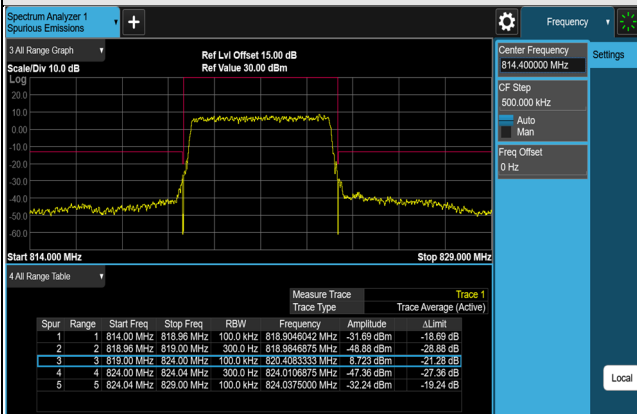 Spectrum Analyzer 1
Spurious Emissions
+
Frequency
3 All Range Graph
Ref Lvl Offset 15.00 dB
Scale/Div 10.0 dB
Ref Value 30.00 dBm
Log
20.0
10.0
0.00
-10.0
-20.0
-30.0
-40.0
-50.0
-60.0
Start 814.000 MHz
Stop 829.000 MHz
Center Frequency
814.400000 MHz
Settings
CF Step
500.000 kHz
Auto
Man
Freq Offset
0 Hz
Local
4 All Range Table
Measure Trace Trace 1
Trace Type Trace Average (Active)
Spur Range Start Freq Stop Freq RBW Frequency Amplitude ΔLimit
1 1 814.00 MHz 818.96 MHz 100.0 kHz 818.9046042 MHz -31.69 dBm -18.69 dB
2 2 818.96 MHz 819.00 MHz 300.0 Hz 818.9846875 MHz -48.88 dBm -28.88 dB
3 3 819.00 MHz 824.00 MHz 100.0 kHz 820.4083333 MHz 8.723 dBm -21.28 dB
4 4 824.00 MHz 824.04 MHz 300.0 Hz 824.0106875 MHz -47.36 dBm -27.36 dB
5 5 824.04 MHz 829.00 MHz 100.0 kHz 824.0375000 MHz -32.24 dBm -19.24 dB